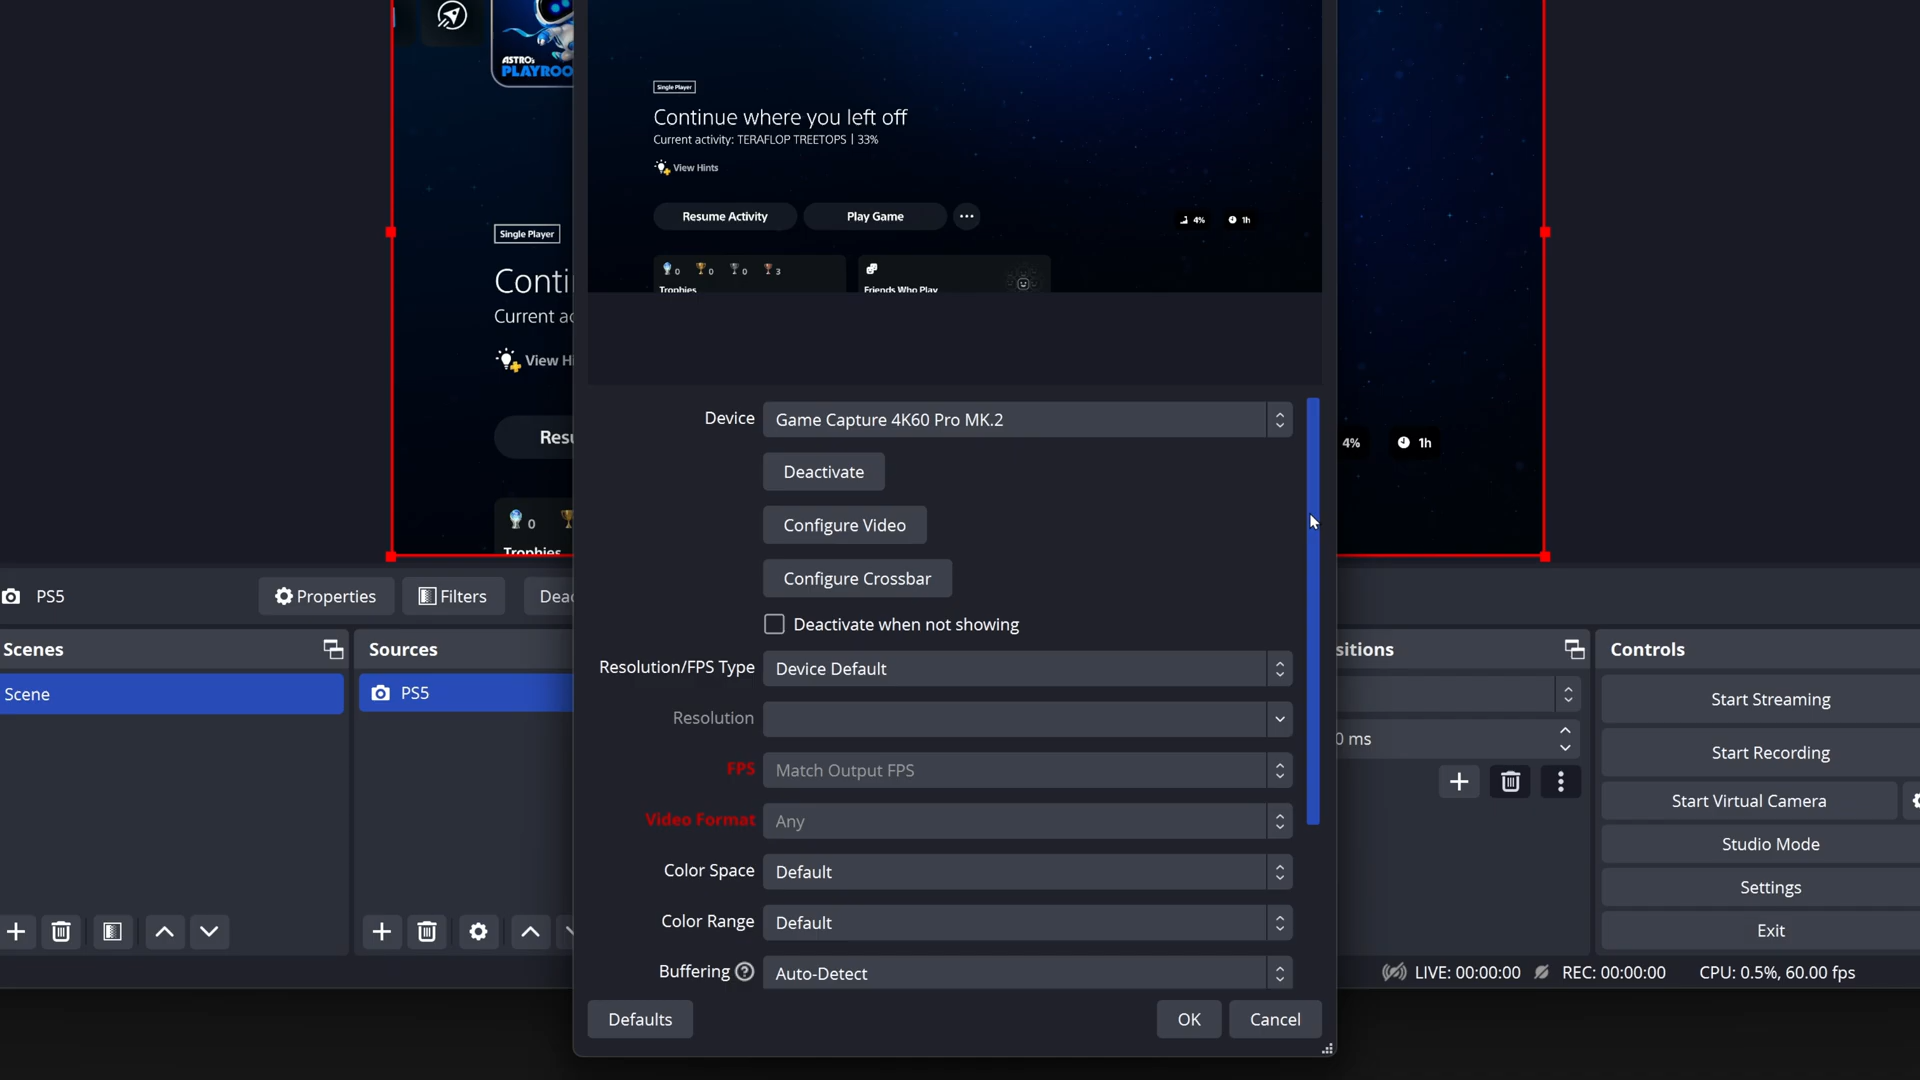 ASTRO's
PLAYROO
Single Player
Continue where you left off
Current activity: TERAFLOP TREETOPS | 33%
View Hints
Resume Activity
Play Game
4%
1h
0
0
0
3
Trophies
Friends Who Play
Single Player
Conti
Current ac
View Hi
Resu
4%
1h
0
Trophies
Device
Game Capture 4K60 Pro MK.2
Deactivate
Configure Video
Configure Crossbar
Deactivate when not showing
Resolution/FPS Type
Device Default
Resolution
FPS
Match Output FPS
Video Format
Any
Color Space
Default
Color Range
Default
Buffering ?
Auto-Detect
Defaults
OK
Cancel
PS5
Properties
Filters
Deac
Scenes
Scene
Sources
PS5
sitions
0 ms
Controls
Start Streaming
Start Recording
Start Virtual Camera
Studio Mode
Settings
Exit
LIVE: 00:00:00
REC: 00:00:00
CPU: 0.5%, 60.00 fps